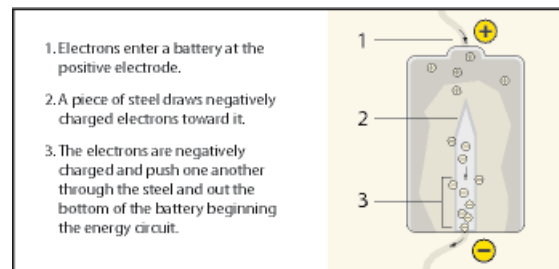 1. Electrons enter a battery at the
positive electrode.
2. A piece of steel draws negatively
charged electrons toward it.
3. The electrons are negatively
charged and push one another
through the steel and out the
bottom of the battery beginning
the energy circuit.
1
+
2
3
−